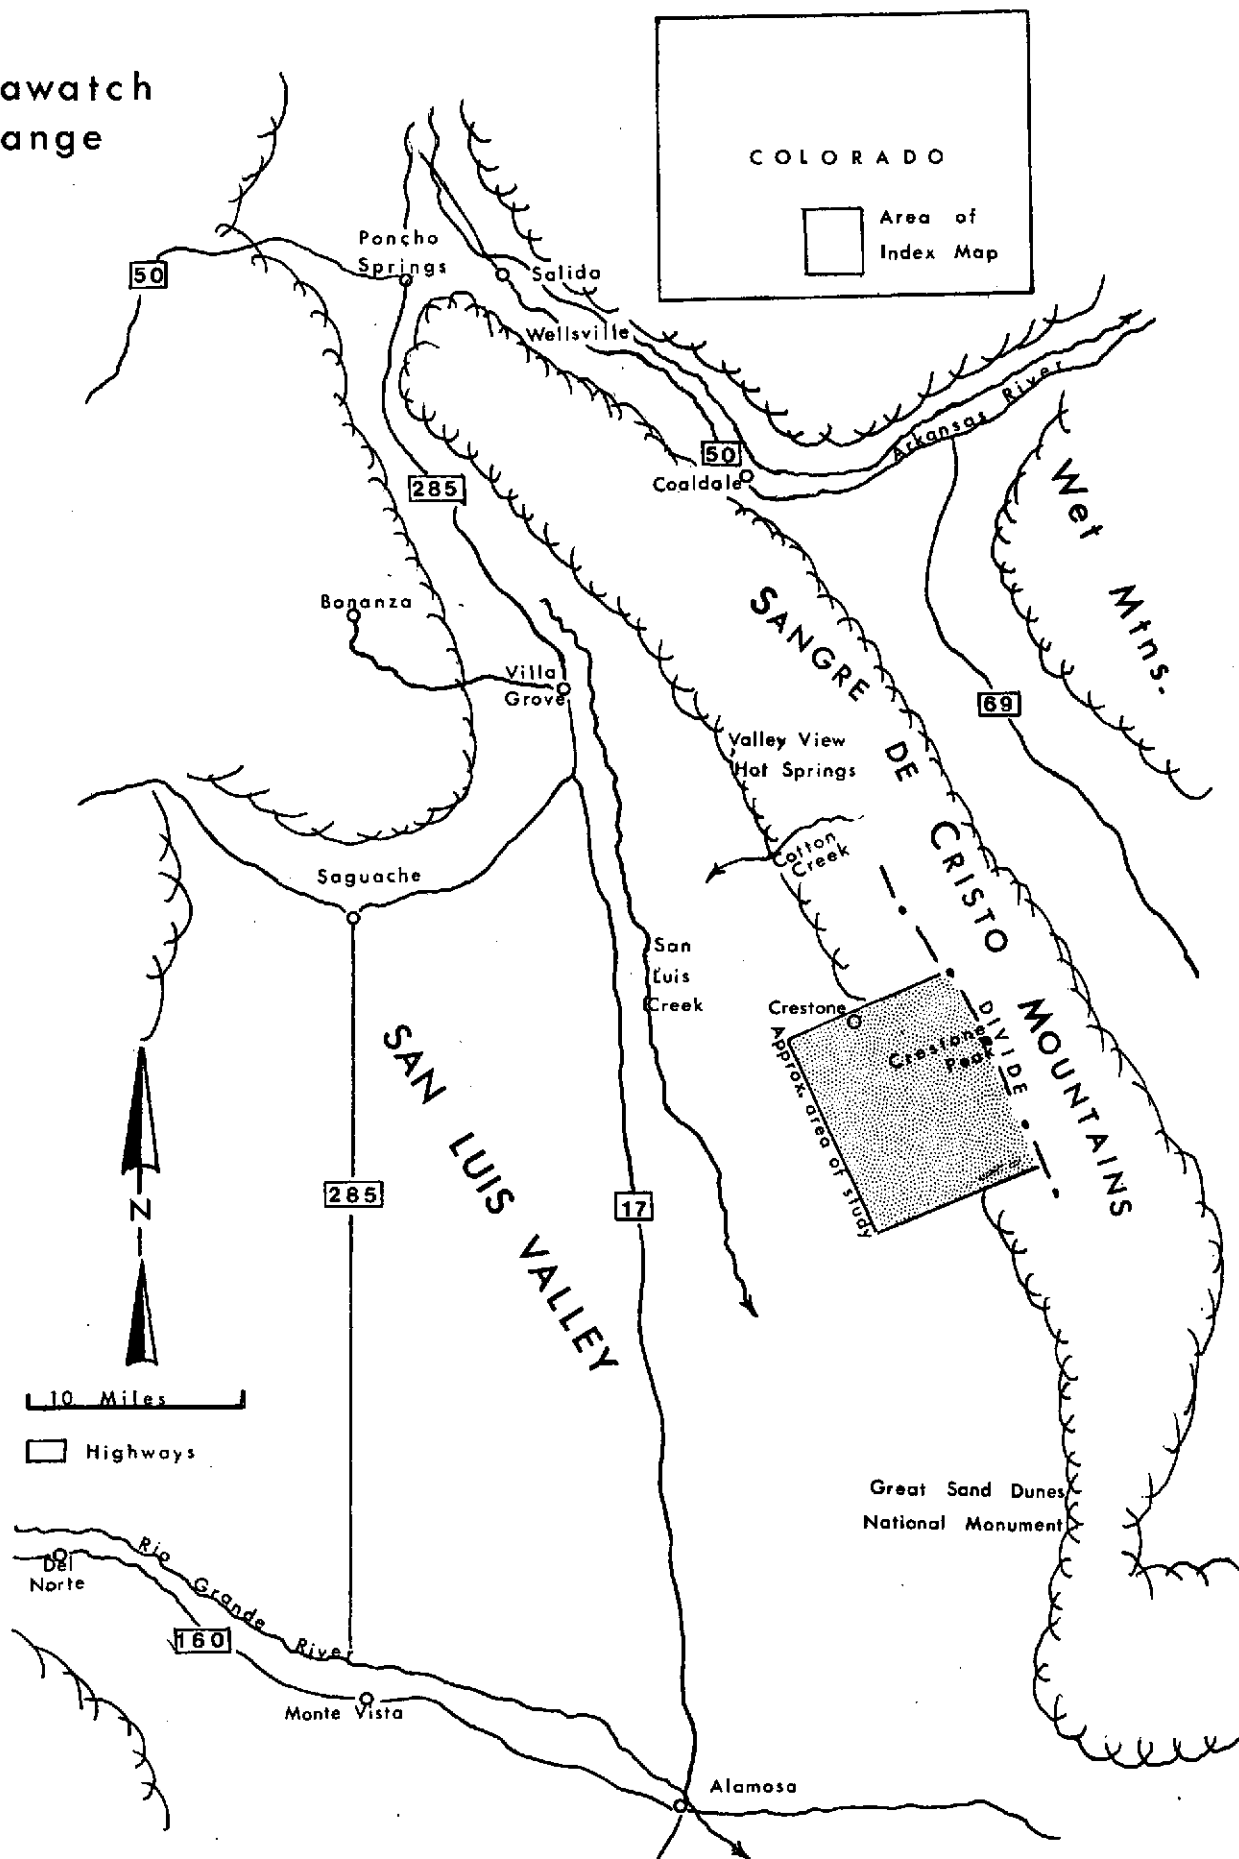 awatch
ange
COLORADO
Area of
Index Map
50
Poncho
Springs
Salida
Wellsville
Arkansas River
50
Coaldale
285
Wet Mtns.
Bonanza
Villa
Grove
SANGRE DE CRISTO MOUNTAINS
69
Valley View
Hot Springs
Cotton
Creek
Saguache
San
Luis
Creek
Crestone
Crestone
Peak
DIVIDE
Approx. area of study
SAN LUIS VALLEY
N
285
17
10 Miles
Highways
Great Sand Dunes
National Monument
Rio Grande River
Del
Norte
160
Monte Vista
Alamosa